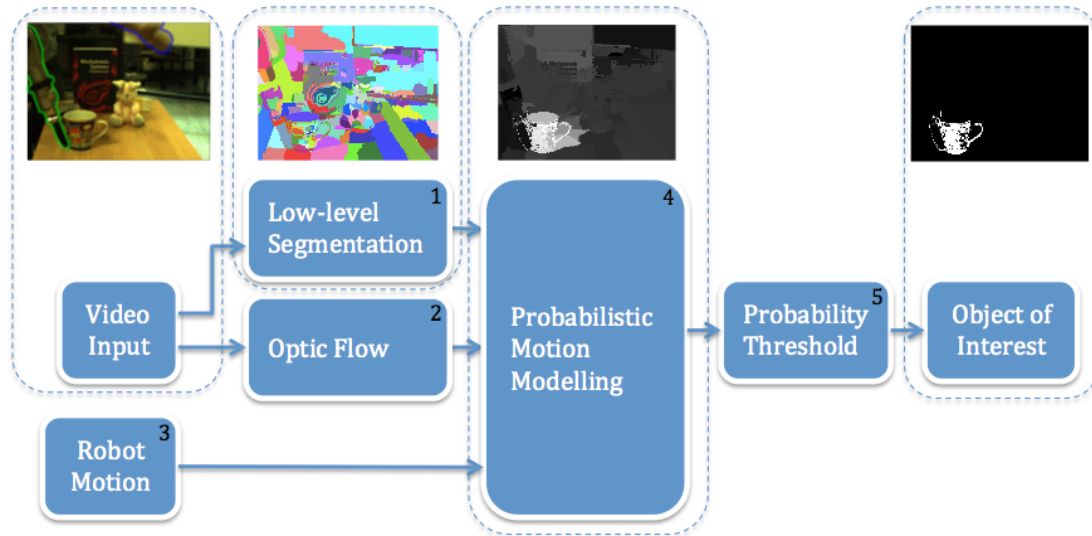 1
Low-level
Segmentation
2
Optic Flow
Video
Input
3
Robot
Motion
4
Probabilistic
Motion
Modelling
5
Probability
Threshold
Object of
Interest